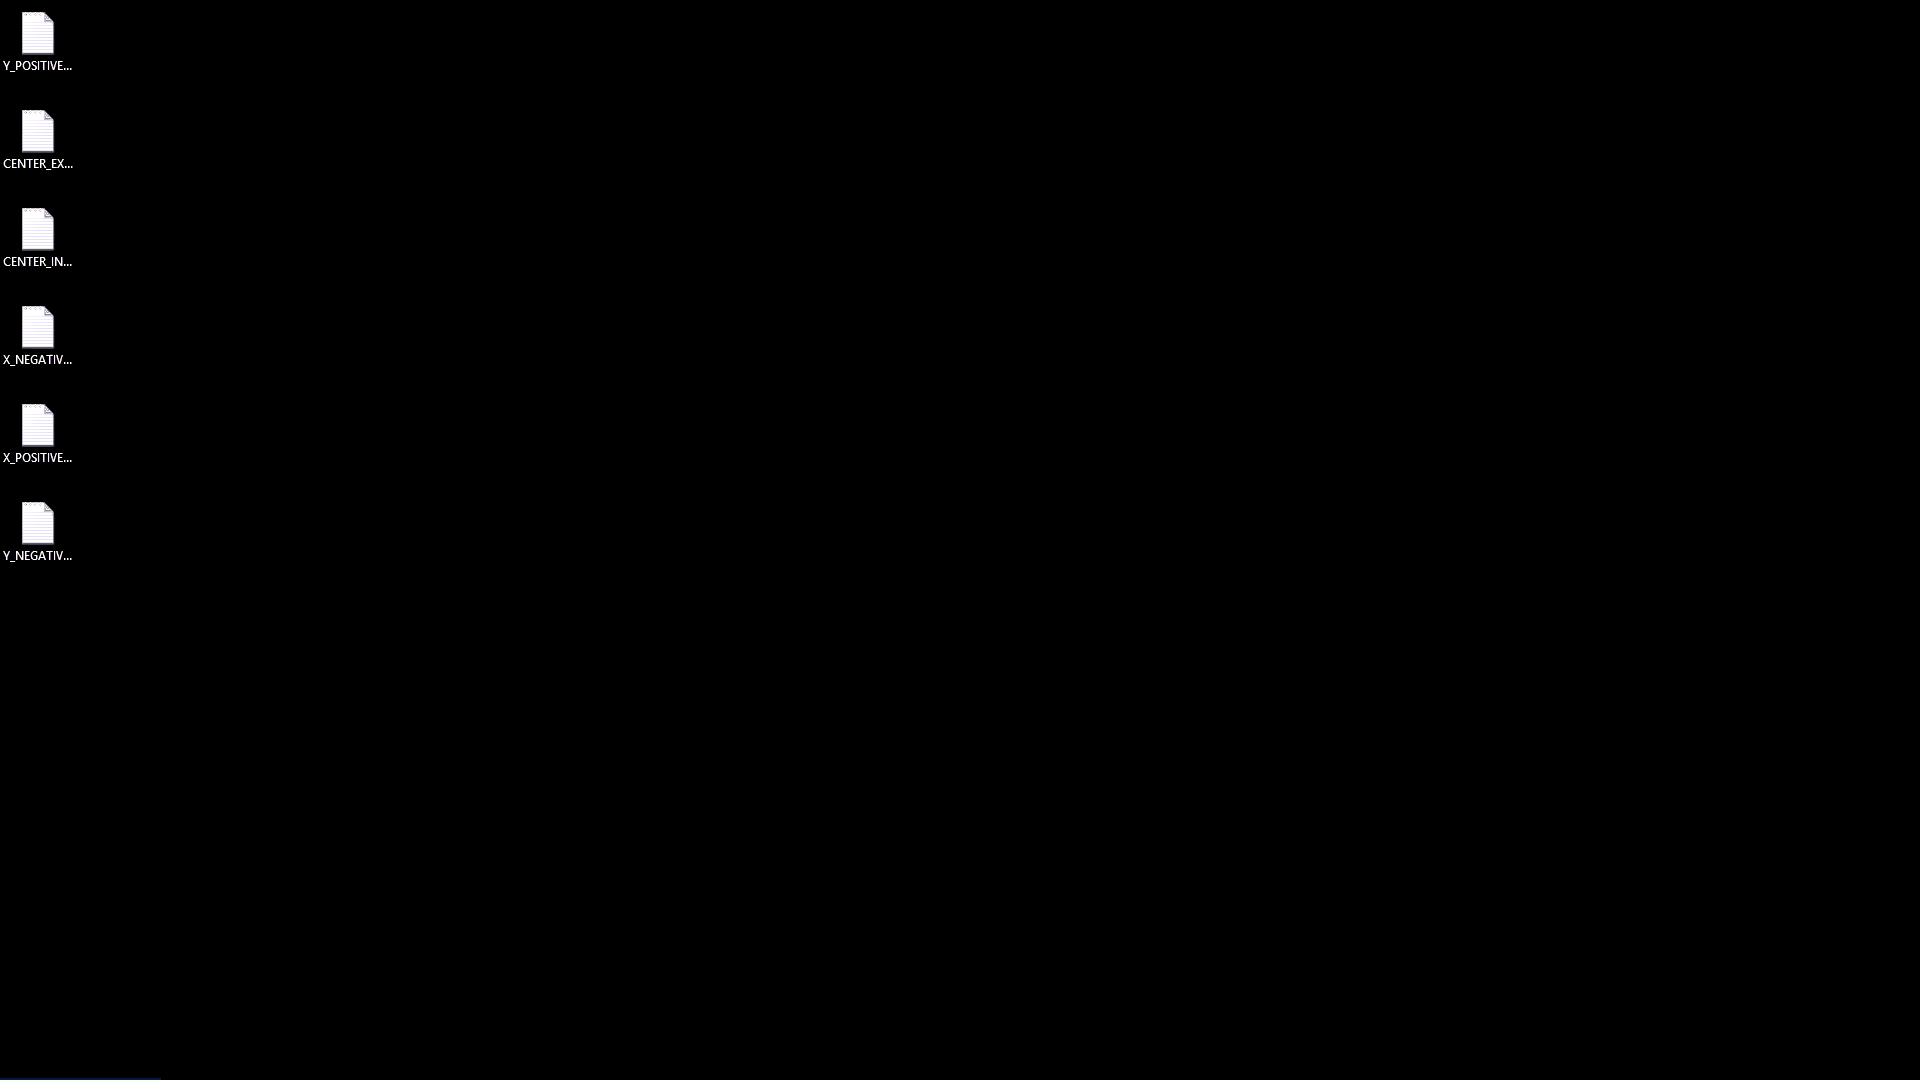 Y_POSITIVE...
CENTER_EX...
CENTER_IN...
X_NEGATIV...
X_POSITIVE...
Y_NEGATIV...